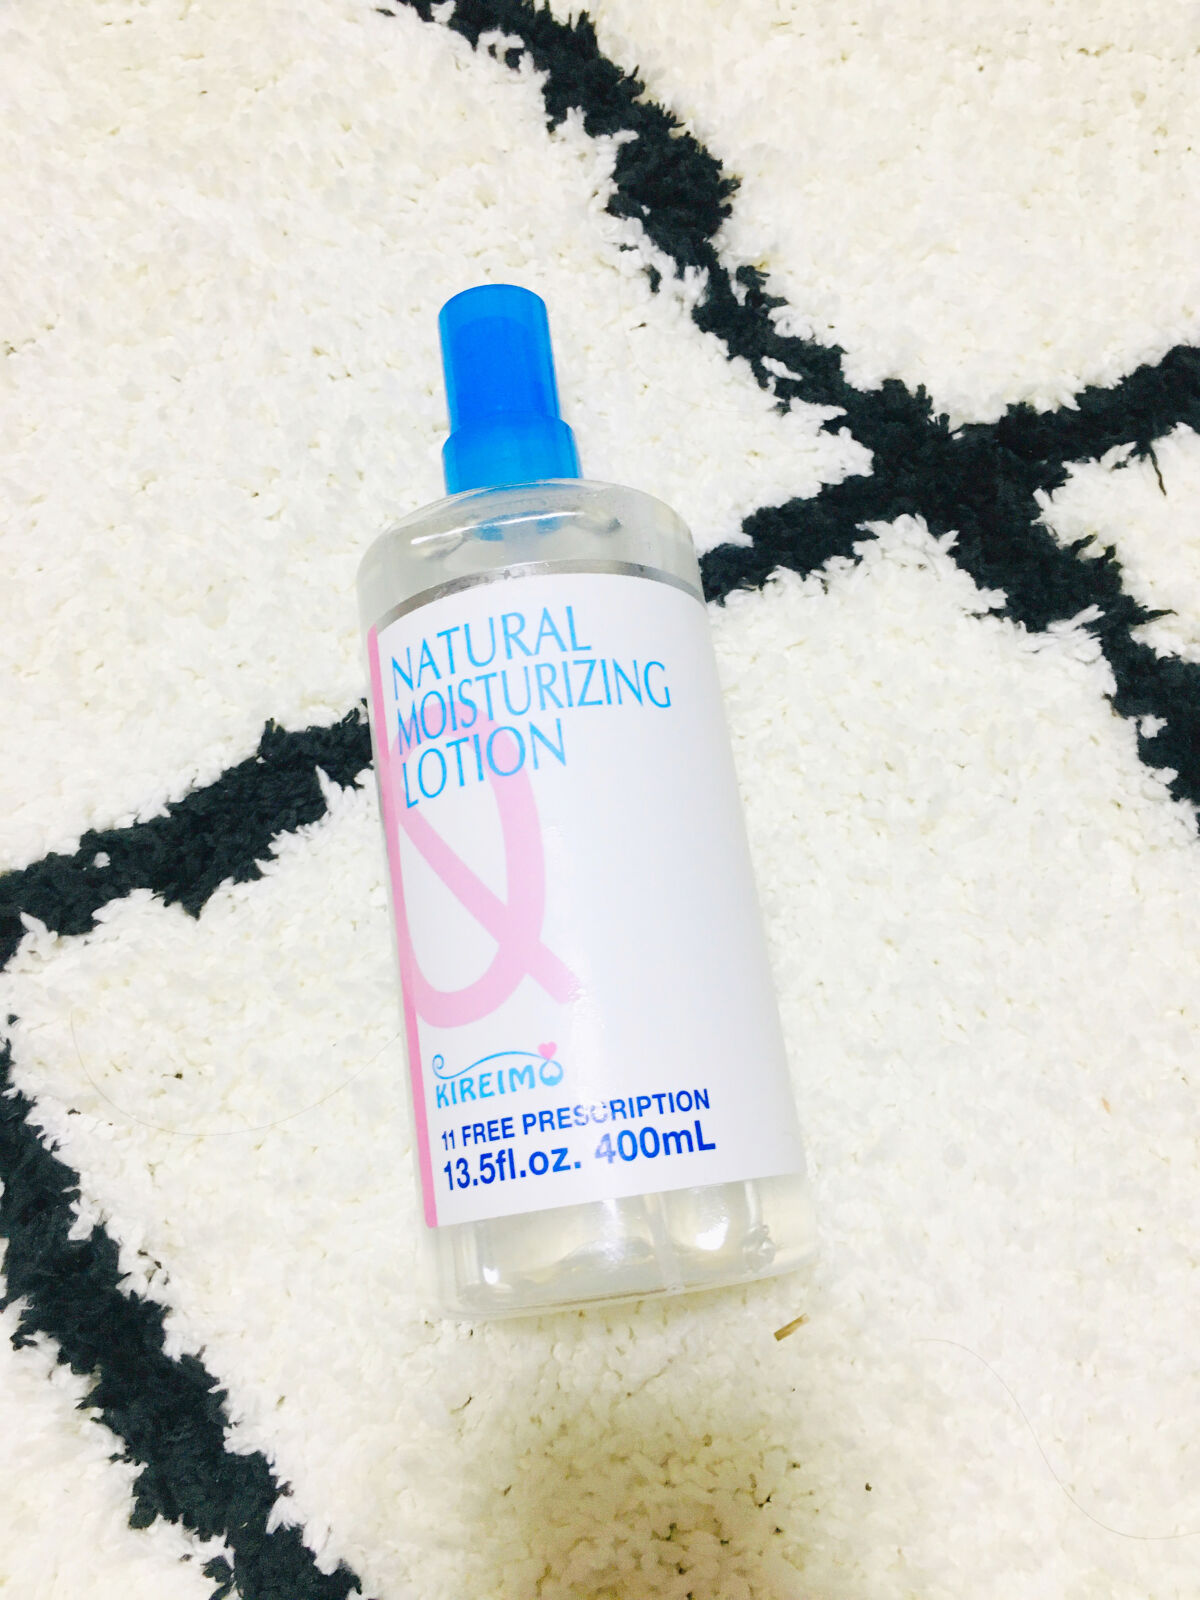 NATURAL
MOISTURIZING
LOTION
KIREIMO
11 FREE PRESCRIPTION
13.5fl.oz. 400mL